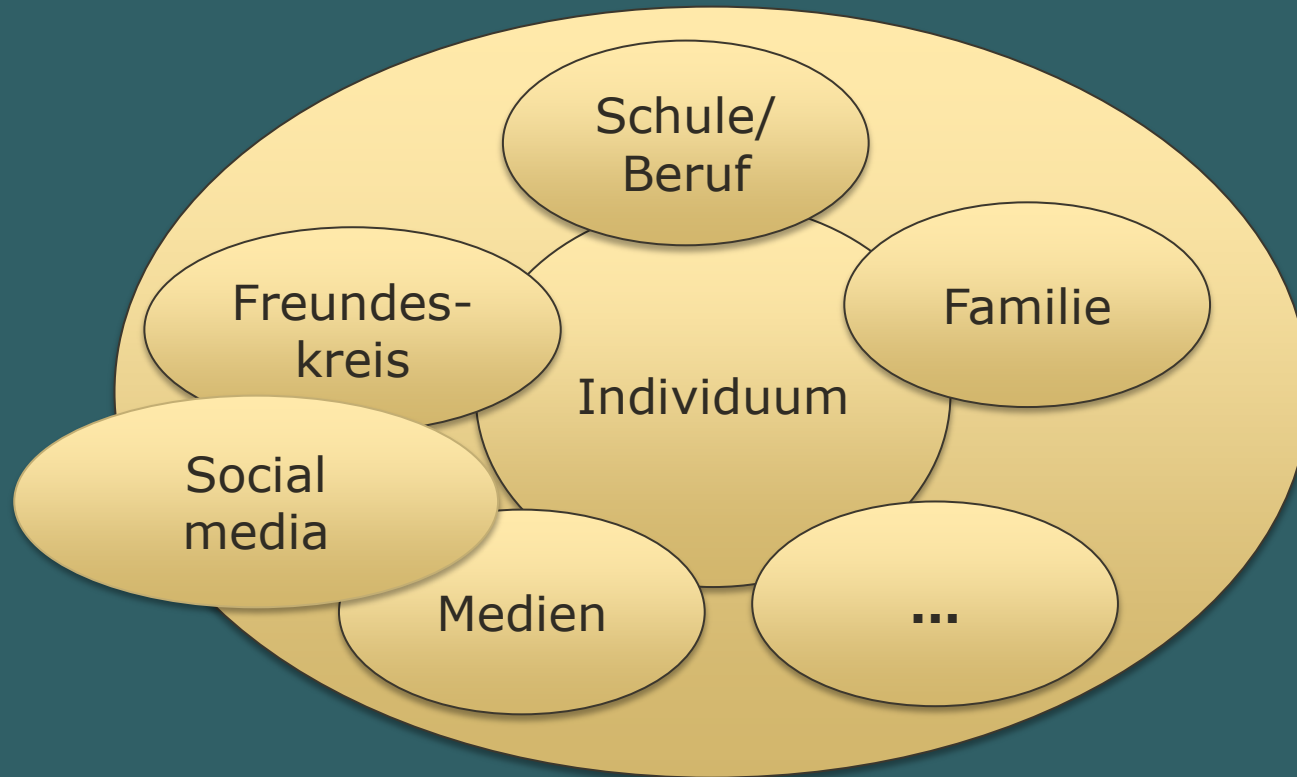 Schule/
Beruf
Freundes-
kreis
Familie
Individuum
Social
media
Medien
...